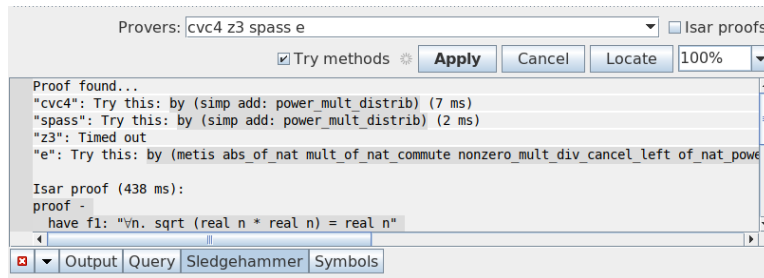 Provers: cvc4 z3 spass e Isar proofs
Try methods Apply Cancel Locate 100%
Proof found...
"cvc4": Try this: by (simp add: power_mult_distrib) (7 ms)
"spass": Try this: by (simp add: power_mult_distrib) (2 ms)
"z3": Timed out
"e": Try this: by (metis abs_of_nat mult_of_nat_commute nonzero_mult_div_cancel_left of_nat_powe
Isar proof (438 ms):
proof -
have f1: "∀n. sqrt (real n * real n) = real n"
Output Query Sledgehammer Symbols